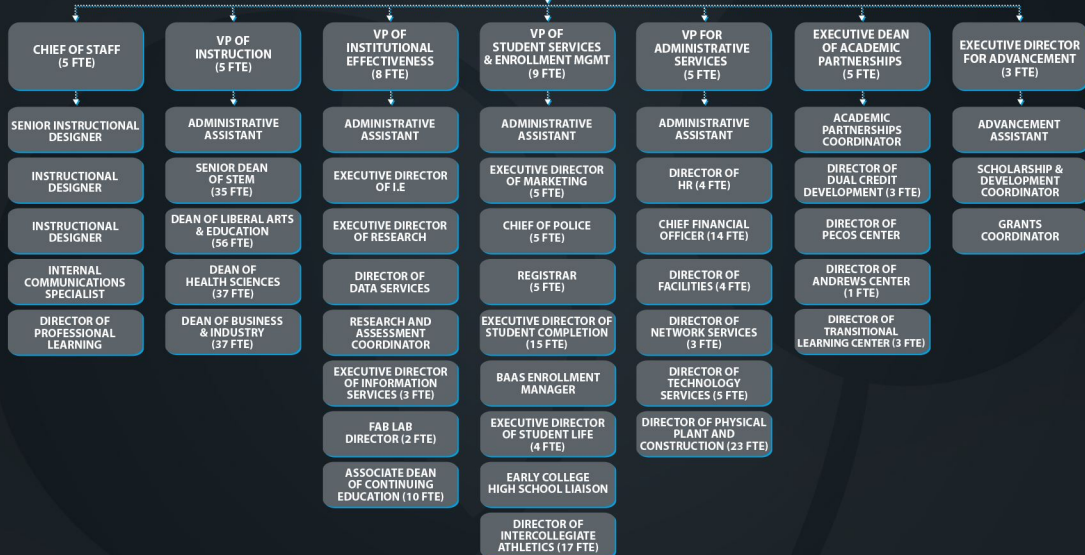 CHIEF OF STAFF
(5 FTE)
SENIOR INSTRUCTIONAL
DESIGNER
INSTRUCTIONAL
DESIGNER
INSTRUCTIONAL
DESIGNER
INTERNAL
COMMUNICATIONS
SPECIALIST
DIRECTOR OF
PROFESSIONAL
LEARNING
VP OF
INSTRUCTION
(5 FTE)
ADMINISTRATIVE
ASSISTANT
SENIOR DEAN
OF STEM
(35 FTE)
DEAN OF LIBERAL ARTS
& EDUCATION
(56 FTE)
DEAN OF
HEALTH SCIENCES
(37 FTE)
DEAN OF BUSINESS
& INDUSTRY
(37 FTE)
VP OF
INSTITUTIONAL
EFFECTIVENESS
(8 FTE)
ADMINISTRATIVE
ASSISTANT
EXECUTIVE DIRECTOR
OF I.E
EXECUTIVE DIRECTOR
OF RESEARCH
DIRECTOR OF
DATA SERVICES
RESEARCH AND
ASSESSMENT
COORDINATOR
EXECUTIVE DIRECTOR
OF INFORMATION
SERVICES (3 FTE)
FAB LAB
DIRECTOR (2 FTE)
ASSOCIATE DEAN
OF CONTINUING
EDUCATION (10 FTE)
VP OF
STUDENT SERVICES
& ENROLLMENT MGMT
(9 FTE)
ADMINISTRATIVE
ASSISTANT
EXECUTIVE DIRECTOR
OF MARKETING
(5 FTE)
CHIEF OF POLICE
(5 FTE)
REGISTRAR
(5 FTE)
EXECUTIVE DIRECTOR OF
STUDENT COMPLETION
(15 FTE)
BAAS ENROLLMENT
MANAGER
EXECUTIVE DIRECTOR
OF STUDENT LIFE
(4 FTE)
EARLY COLLEGE
HIGH SCHOOL LIAISON
DIRECTOR OF
INTERCOLLEGIATE
ATHLETICS (17 FTE)
VP FOR
ADMINISTRATIVE
SERVICES
(5 FTE)
ADMINISTRATIVE
ASSISTANT
DIRECTOR OF
HR (4 FTE)
CHIEF FINANCIAL
OFFICER (14 FTE)
DIRECTOR OF
FACILITIES (4 FTE)
DIRECTOR OF
NETWORK SERVICES
(3 FTE)
DIRECTOR OF
TECHNOLOGY
SERVICES (5 FTE)
DIRECTOR OF PHYSICAL
PLANT AND
CONSTRUCTION (23 FTE)
EXECUTIVE DEAN
OF ACADEMIC
PARTNERSHIPS
(5 FTE)
ACADEMIC
PARTNERSHIPS
COORDINATOR
DIRECTOR OF
DUAL CREDIT
DEVELOPMENT (3 FTE)
DIRECTOR OF
PECOS CENTER
DIRECTOR OF
ANDREWS CENTER
(1 FTE)
DIRECTOR OF
TRANSITIONAL
LEARNING CENTER (3 FTE)
EXECUTIVE DIRECTOR
FOR ADVANCEMENT
(3 FTE)
ADVANCEMENT
ASSISTANT
SCHOLARSHIP &
DEVELOPMENT
COORDINATOR
GRANTS
COORDINATOR